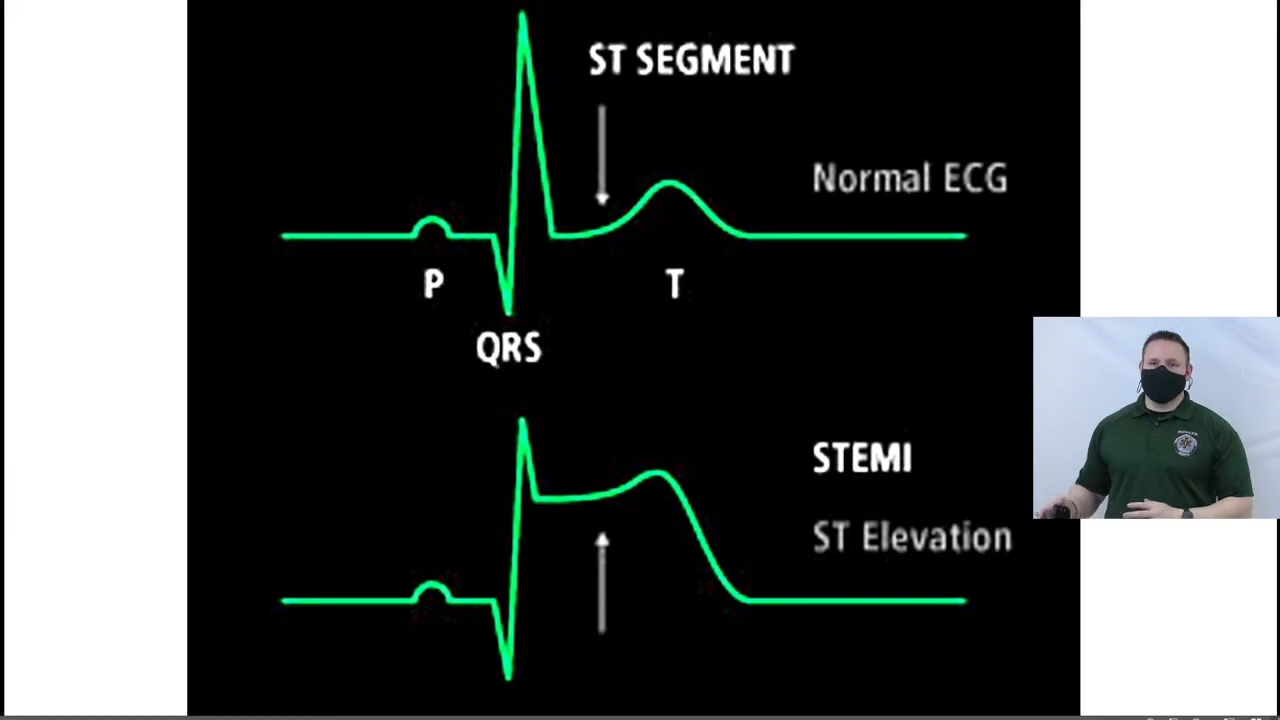 ST SEGMENT
Normal ECG
P
T
QRS
STEMI
ST Elevation